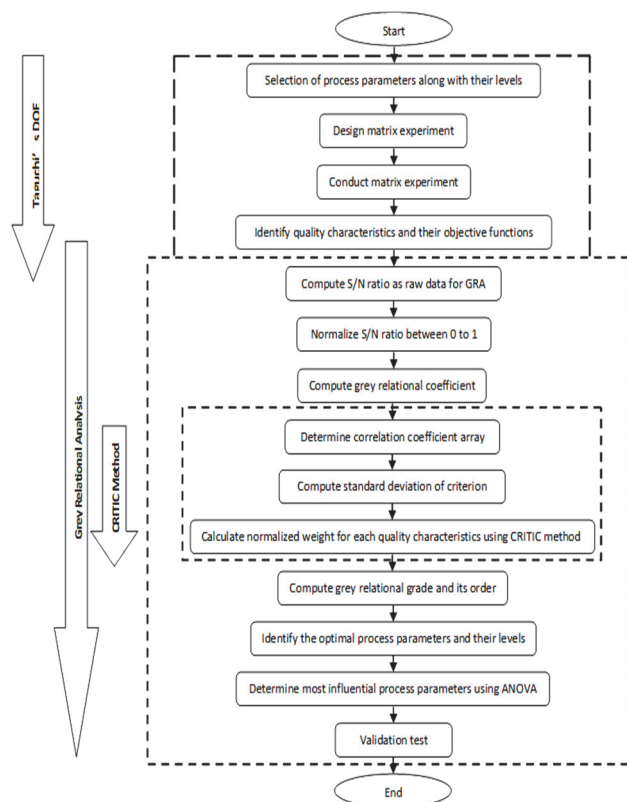 Start
Selection of process parameters along with their levels
Design matrix experiment
Conduct matrix experiment
Identify quality characteristics and their objective functions
Taguchi's DOE
Compute S/N ratio as raw data for GRA
Normalize S/N ratio between 0 to 1
Compute grey relational coefficient
Determine correlation coefficient array
Compute standard deviation of criterion
Calculate normalized weight for each quality characteristics using CRITIC method
Compute grey relational grade and its order
Identify the optimal process parameters and their levels
Determine most influential process parameters using ANOVA
Validation test
End
Grey Relational Analysis
CRITIC Method